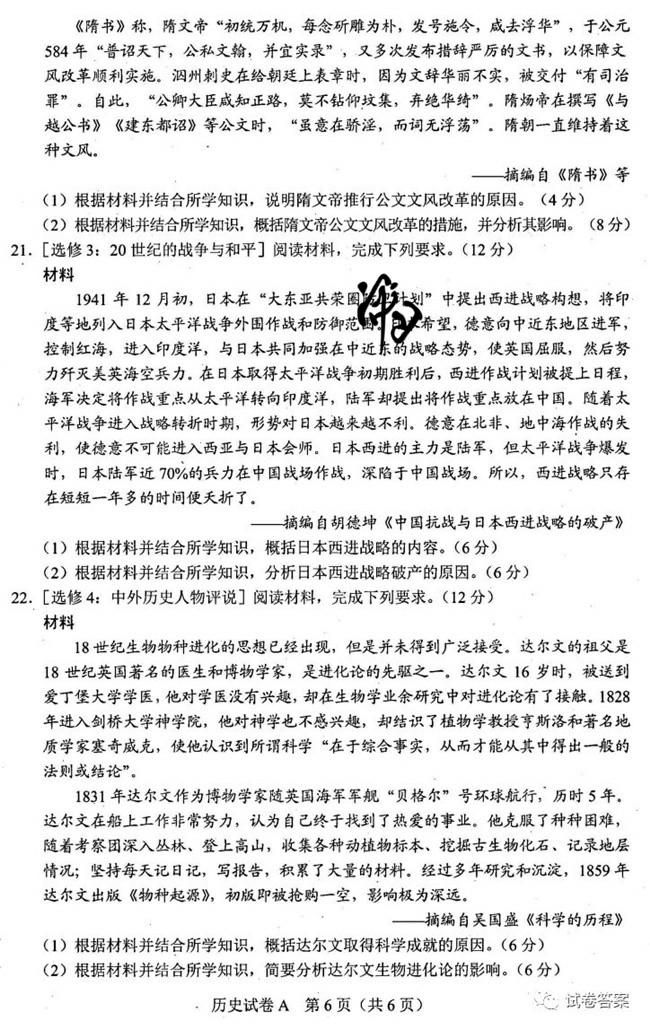 《隋书》称，隋文帝“初统万机，每念斫雕为朴，发号施令，咸去浮华”，于公元
584年“普诏天下，公私文翰，并宜实录”，又多次发布措辞严厉的文书，以保障文
风改革顺利实施。泗州刺史在给朝廷上表章时，因为文辞华丽不实，被交付“有司治
罪”。自此，“公卿大臣咸知正路，莫不钻仰坟集，弃绝华绮”。隋炀帝在撰写《与
越公书》《建东都诏》等公文时，“虽意在骄淫，而词无浮荡”。隋朝一直维持着这
种文风。
——摘编自《隋书》等
（1）根据材料并结合所学知识，说明隋文帝推行公文文风改革的原因。（4分）
（2）根据材料并结合所学知识，概括隋文帝公文文风改革的措施，并分析其影响。（8分）
21．［选修3：20世纪的战争与和平］阅读材料，完成下列要求。（12分）
材料
1941年12月初，日本在“大东亚共荣圈 计划”中提出西进战略构想，将印
度等地列入日本太平洋战争外围作战和防御范 希望，德意向中近东地区进军，
控制红海，进入印度洋，与日本共同加强在中近东的战略态势，使英国屈服，然后努
力歼灭美英海空兵力。在日本取得太平洋战争初期胜利后，西进作战计划被提上日程，
海军决定将作战重点从太平洋转向印度洋，陆军却提出将作战重点放在中国。随着太
平洋战争进入战略转折时期，形势对日本越来越不利。德意在北非、地中海作战的失
利，使德意不可能进入西亚与日本会师。日本西进的主力是陆军，但太平洋战争爆发
时，日本陆军近70%的兵力在中国战场作战，深陷于中国战场。所以，西进战略只存
在短短一年多的时间便夭折了。
——摘编自胡德坤《中国抗战与日本西进战略的破产》
（1）根据材料并结合所学知识，概括日本西进战略的内容。（6分）
（2）根据材料并结合所学知识，分析日本西进战略破产的原因。（6分）
22．［选修4：中外历史人物评说］阅读材料，完成下列要求。（12分）
材料
18世纪生物物种进化的思想已经出现，但是并未得到广泛接受。达尔文的祖父是
18世纪英国著名的医生和博物学家，是进化论的先驱之一。达尔文16岁时，被送到
爱丁堡大学学医，他对学医没有兴趣，却在生物学业余研究中对进化论有了接触。1828
年进入剑桥大学神学院，他对神学也不感兴趣，却结识了植物学教授亨斯洛和著名地
质学家塞奇威克，使他认识到所谓科学“在于综合事实，从而才能从其中得出一般的
法则或结论”。
1831年达尔文作为博物学家随英国海军军舰“贝格尔”号环球航行，历时5年。
达尔文在船上工作非常努力，认为自己终于找到了热爱的事业。他克服了种种困难，
随着考察团深入丛林、登上高山，收集各种动植物标本、挖掘古生物化石、记录地层
情况；坚持每天记日记，写报告，积累了大量的材料。经过多年研究和沉淀，1859年
达尔文出版《物种起源》，初版即被抢购一空，影响极为深远。
——摘编自吴国盛《科学的历程》
（1）根据材料并结合所学知识，概括达尔文取得科学成就的原因。（6分）
（2）根据材料并结合所学知识，简要分析达尔文生物进化论的影响。（6分）
历史试卷A 第6页（共6页）
试卷答案